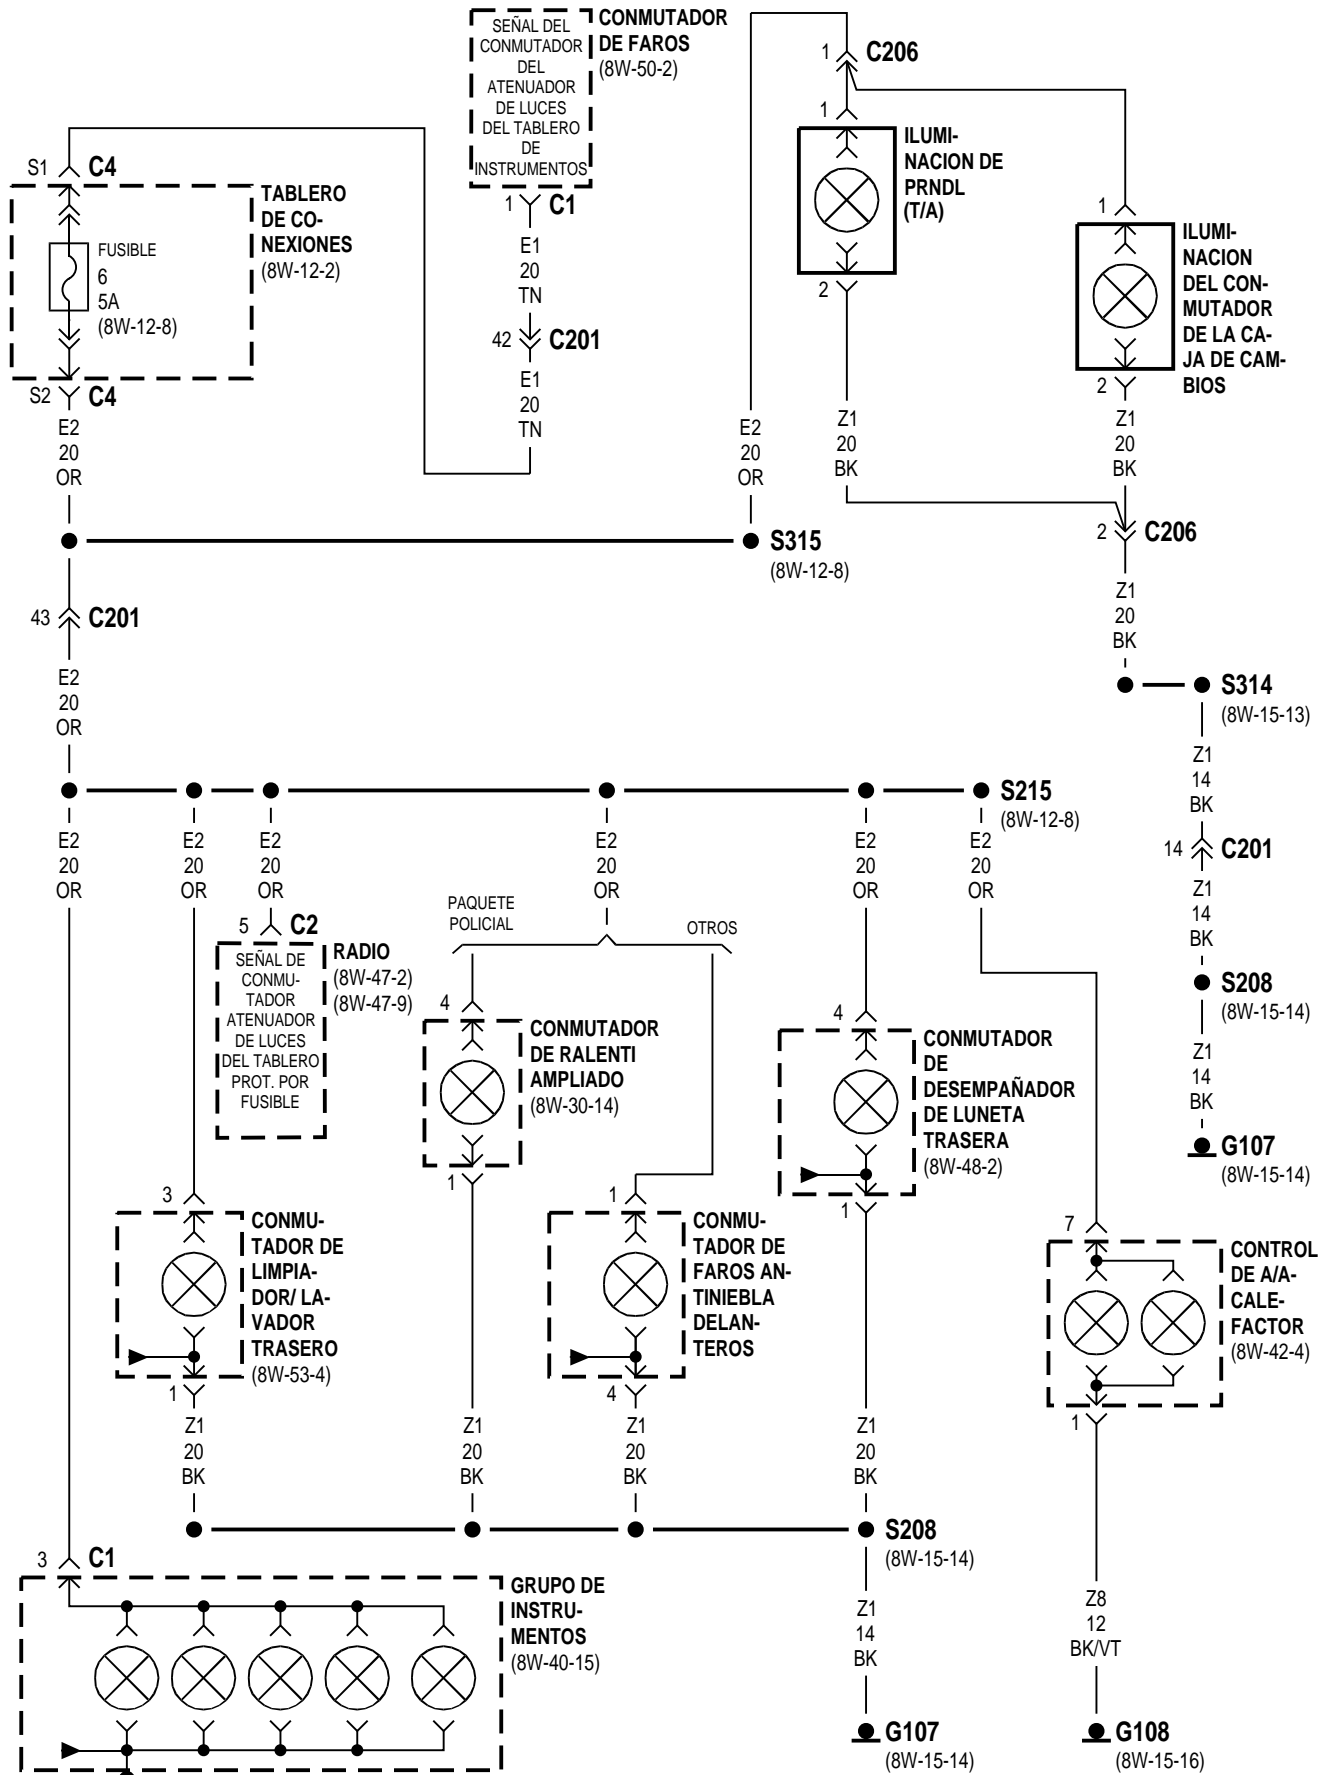 SEÑAL DEL
CONMUTADOR
DEL
ATENUADOR
DE LUCES
DEL TABLERO
DE
INSTRUMENTOS
CONMUTADOR
DE FAROS
(8W-50-2)
1 C1
E1
20
TN
42 C201
E1
20
TN
S1 C4
TABLERO
DE CO-
NEXIONES
(8W-12-2)
FUSIBLE
6
5A
(8W-12-8)
S2 C4
E2
20
OR
E2
20
OR
1 C206
1
ILUMI-
NACION DE
PRNDL
(T/A)
2
Z1
20
BK
1
ILUMI-
NACION
DEL CON-
MUTADOR
DE LA CA-
JA DE CAM-
BIOS
2
Z1
20
BK
2 C206
Z1
20
BK
S315
(8W-12-8)
43 C201
E2
20
OR
S314
(8W-15-13)
Z1
14
BK
14 C201
Z1
14
BK
S208
(8W-15-14)
Z1
14
BK
G107
(8W-15-14)
S215
(8W-12-8)
E2
20
OR
E2
20
OR
E2
20
OR
E2
20
OR
E2
20
OR
E2
20
OR
5 C2
SEÑAL DE
CONMU-
TADOR
ATENUADOR
DE LUCES
DEL TABLERO
PROT. POR
FUSIBLE
RADIO
(8W-47-2)
(8W-47-9)
PAQUETE
POLICIAL
OTROS
4
CONMUTADOR
DE RALENTI
AMPLIADO
(8W-30-14)
1
4
CONMUTADOR
DE
DESEMPAÑADOR
DE LUNETA
TRASERA
(8W-48-2)
1
3
CONMU-
TADOR DE
LIMPIA-
DOR/ LA-
VADOR
TRASERO
(8W-53-4)
1
1
CONMU-
TADOR DE
FAROS AN-
TINIEBLA
DELAN-
TEROS
4
7
CONTROL
DE A/A-
CALE-
FACTOR
(8W-42-4)
1
Z1
20
BK
Z1
20
BK
Z1
20
BK
Z1
20
BK
S208
(8W-15-14)
Z1
14
BK
G107
(8W-15-14)
Z8
12
BK/VT
G108
(8W-15-16)
3 C1
GRUPO DE
INSTRU-
MENTOS
(8W-40-15)